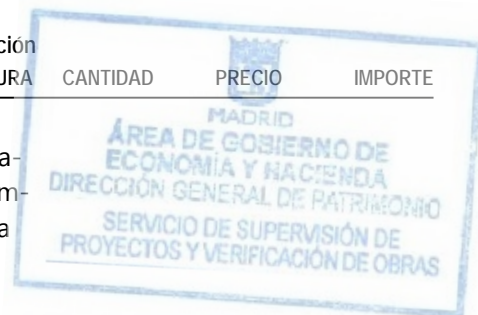 ción
URA CANTIDAD PRECIO IMPORTE
MADRID
ÁREA DE GOBIERNO DE
ECONOMÍA Y HACIENDA
DIRECCIÓN GENERAL DE PATRIMONIO
SERVICIO DE SUPERVISIÓN DE
PROYECTOS Y VERIFICACIÓN DE OBRAS
a-
m-
a